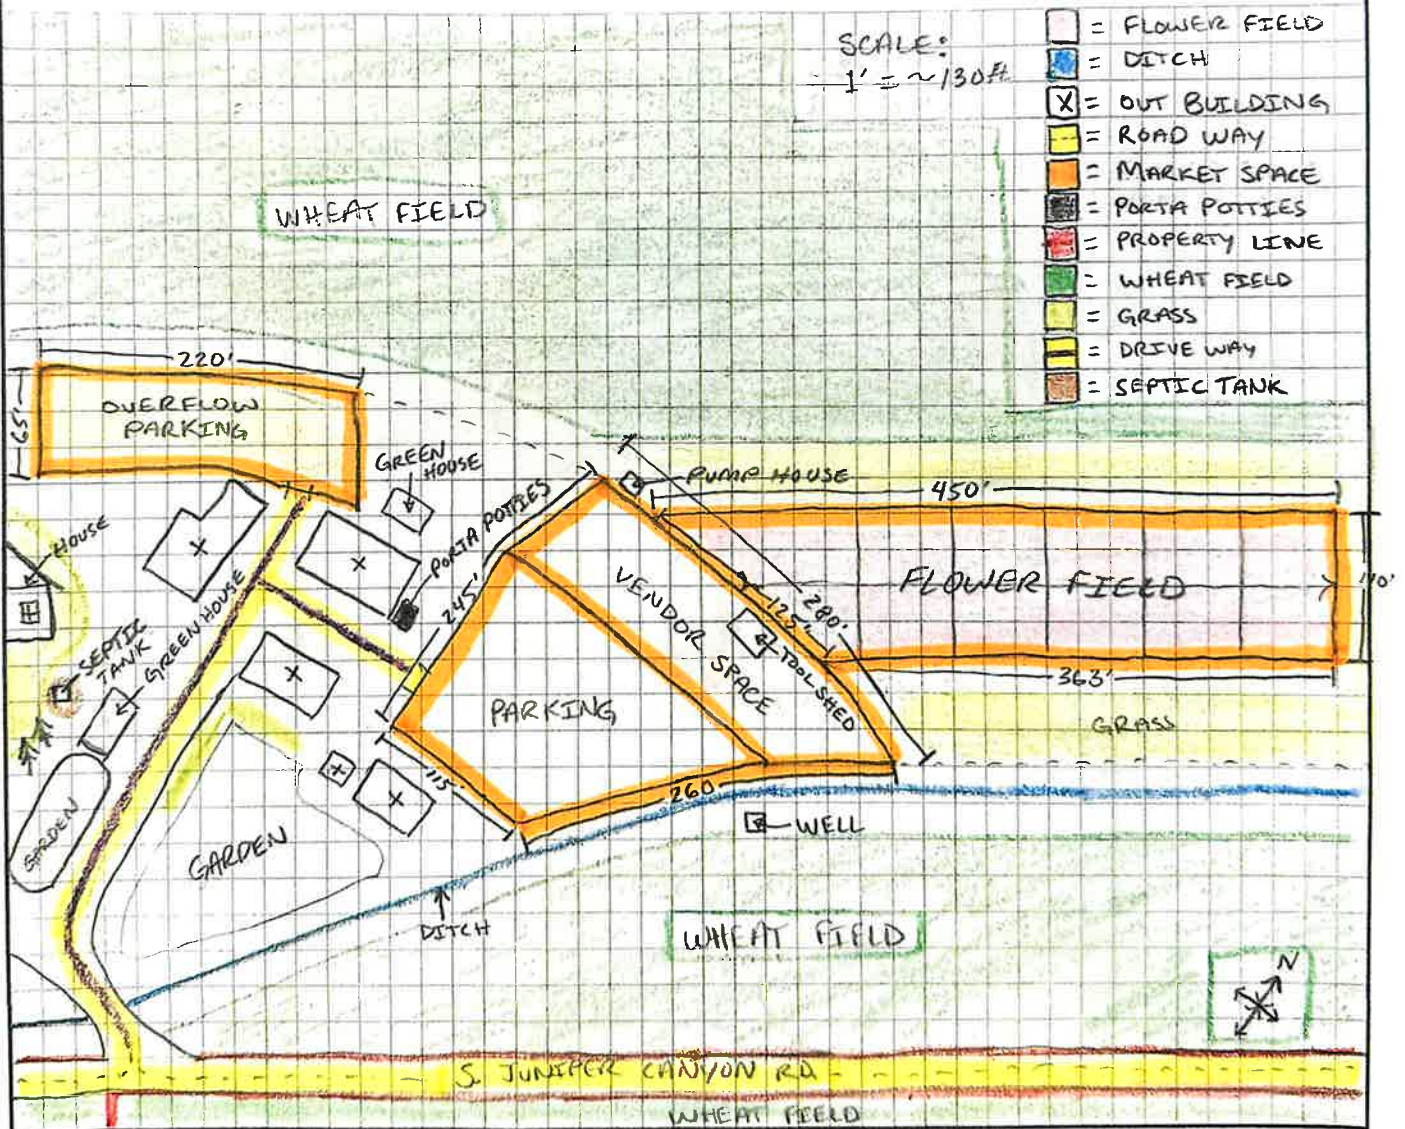 SCALE:
1' = ~130ft
= FLOWER FIELD
= DITCH
X = OUT BUILDING
= ROAD WAY
= MARKET SPACE
= PORTA POTTIES
= PROPERTY LINE
= WHEAT FIELD
= GRASS
= DRIVE WAY
= SEPTIC TANK
WHEAT FIELD
220'
65'
OVERFLOW
PARKING
GREEN
HOUSE
PORTA POTTIES
PUMP HOUSE
450'
HOUSE
SEPTIC
TANK
GREEN HOUSE
245'
VENDOR SPACE
125'
280'
TOOL SHED
FLOWER FIELD
363'
PARKING
GRASS
115'
260'
WELL
GARDEN
GARDEN
DITCH
WHEAT FIELD
N
S. JUNIPER CANYON RD.
WHEAT FIELD